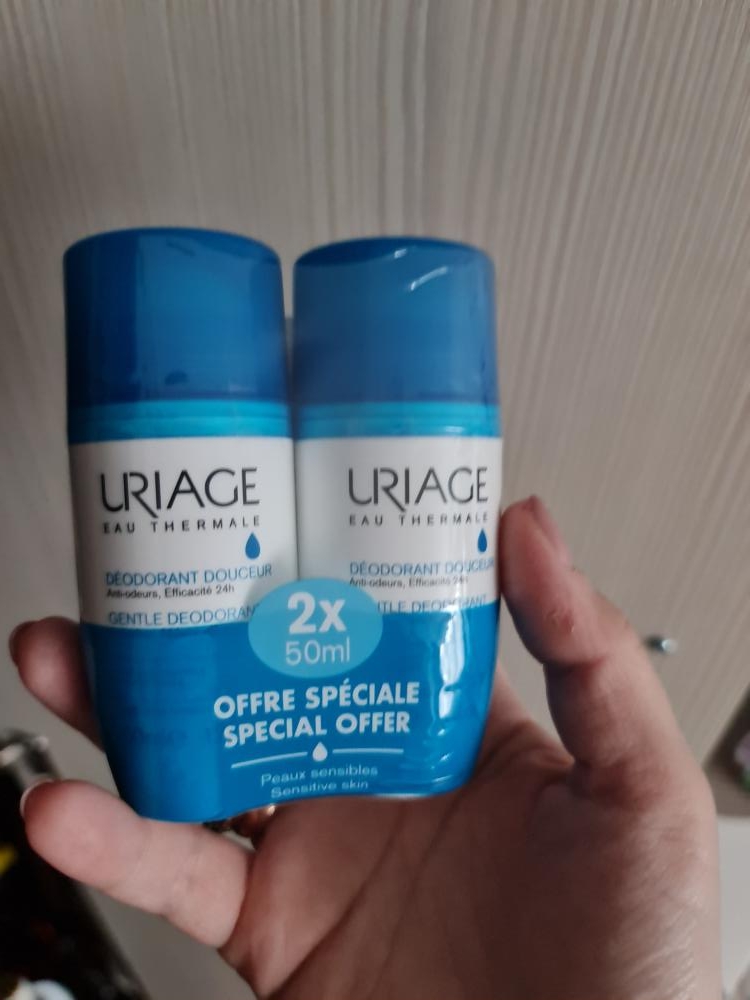 URIAGE
EAU THERMALE
DÉODORANT DOUCEUR
Anti-odeurs, Efficacité 24h
GENTLE DEODORANT
URIAGE
EAU THERMALE
DÉODORANT DOUCEUR
Anti-odeurs, Efficacité 24h
DEODORANT
2x
50ml
OFFRE SPÉCIALE
SPECIAL OFFER
Peaux sensibles
Sensitive skin